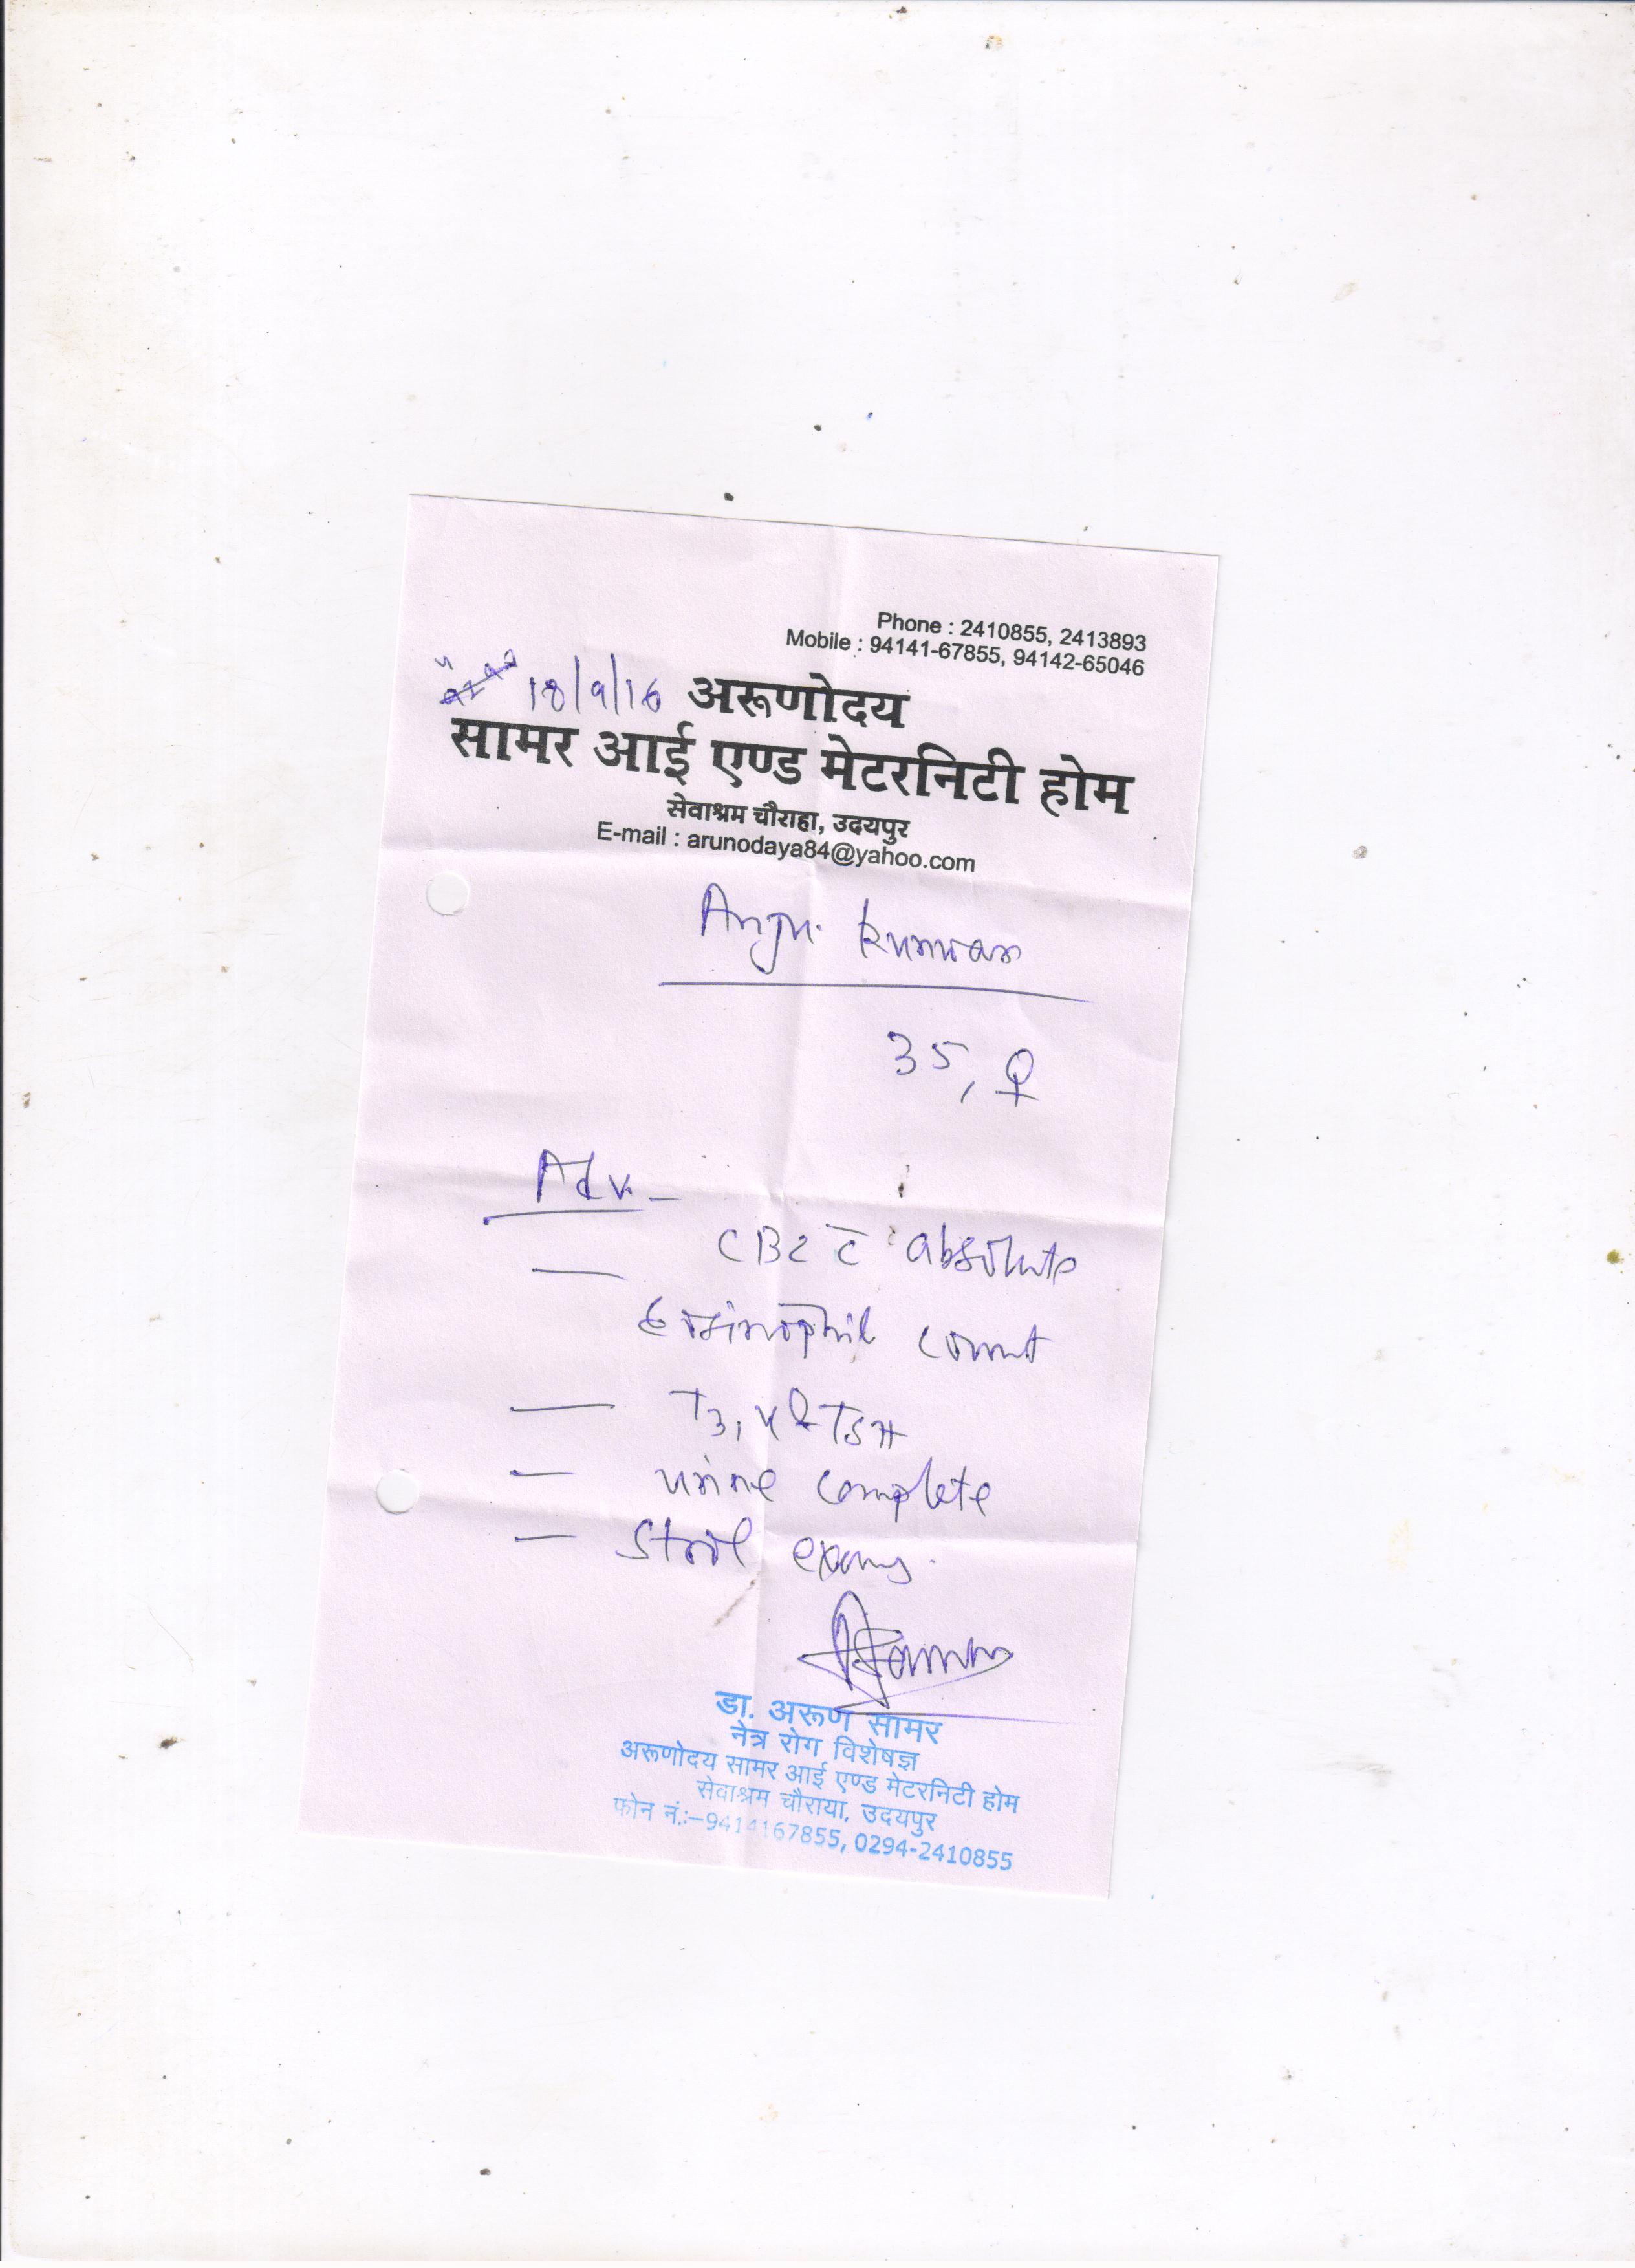 Phone : 2410855, 2413893
Mobile : 94141-67855, 94142-65046
18/9/16 अरूणोदय
सामर आई एण्ड मेटरनिटी होम
सेवाश्रम चौराहा, उदयपुर
E-mail : arunodaya84@yahoo.com
Anju Kunwar
35, ♀
Adv. -
— CBC c̄ absolute
Eosinophil count
— T3, 4 & TSH
— urine complete
— Stool exam.
डा. अरूण सामर
नेत्र रोग विशेषज्ञ
अरूणोदय सामर आई एण्ड मेटरनिटी होम
सेवाश्रम चौराया, उदयपुर
फोन नं.:–9414167855, 0294-2410855